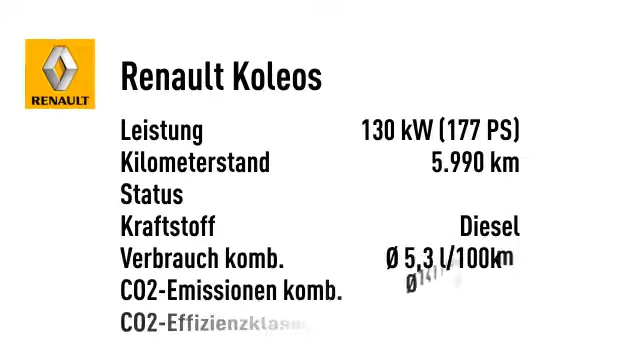 RENAULT
Renault Koleos
Leistung 130 kW (177 PS)
Kilometerstand 5.990 km
Status
Kraftstoff Diesel
Verbrauch komb. Ø 5,3 l/100km
CO2-Emissionen komb. Ø